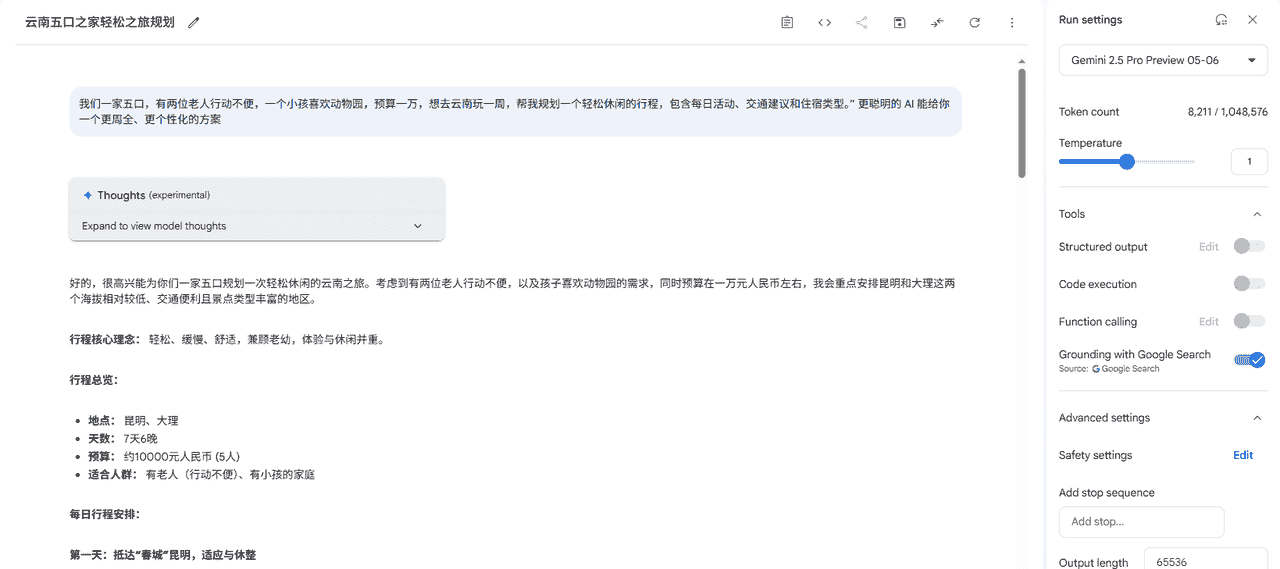 云南五口之家轻松之旅规划
我们一家五口，有两位老人行动不便，一个小孩喜欢动物园，预算一万，想去云南玩一周，帮我规划一个轻松休闲的行程，包含每日活动、交通建议和住宿类型。” 更聪明的 AI 能给你
一个更周全、更个性化的方案
Thoughts (experimental)
Expand to view model thoughts
好的，很高兴能为你们一家五口规划一次轻松休闲的云南之旅。考虑到有两位老人行动不便，以及孩子喜欢动物园的需求，同时预算在一万元人民币左右，我会重点安排昆明和大理这两
个海拔相对较低、交通便利且景点类型丰富的地区。
行程核心理念： 轻松、缓慢、舒适，兼顾老幼，体验与休闲并重。
行程总览：
地点： 昆明、大理
天数： 7天6晚
预算： 约10000元人民币 (5人)
适合人群： 有老人（行动不便）、有小孩的家庭
每日行程安排：
第一天：抵达“春城”昆明，适应与休整
Run settings
Gemini 2.5 Pro Preview 05-06
Token count 8,211 / 1,048,576
Temperature
1
Tools
Structured output Edit
Code execution
Function calling Edit
Grounding with Google Search
Source: Google Search
Advanced settings
Safety settings Edit
Add stop sequence
Add stop...
Output length 65536